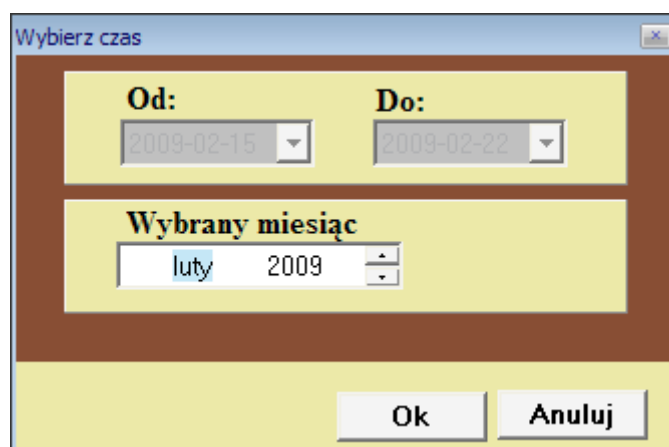 Wybierz czas
Od: Do:
2009-02-15 2009-02-22
Wybrany miesiąc
luty 2009
Ok Anuluj